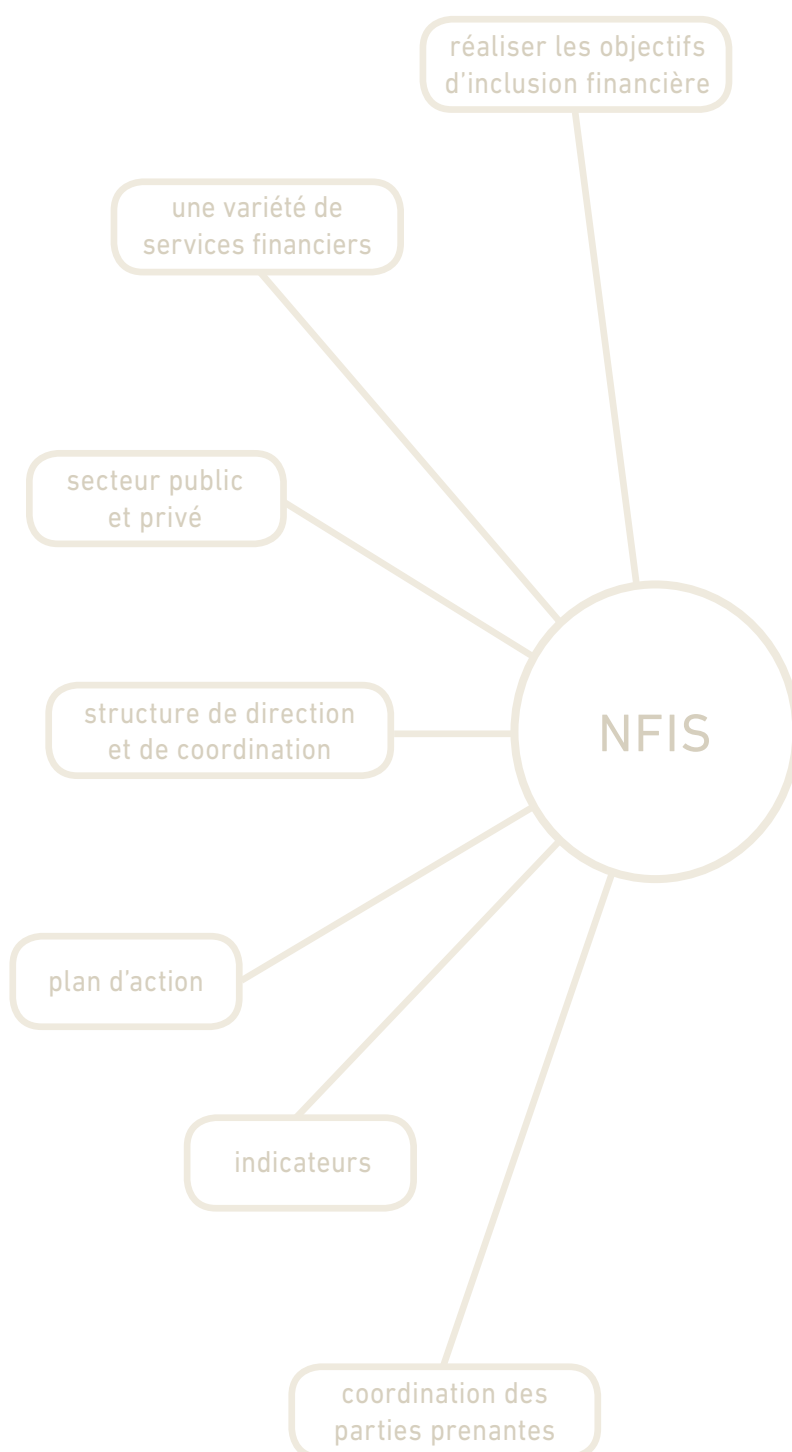 réaliser les objectifs
d'inclusion financière
une variété de
services financiers
secteur public
et privé
structure de direction
et de coordination
NFIS
plan d'action
indicateurs
coordination des
parties prenantes